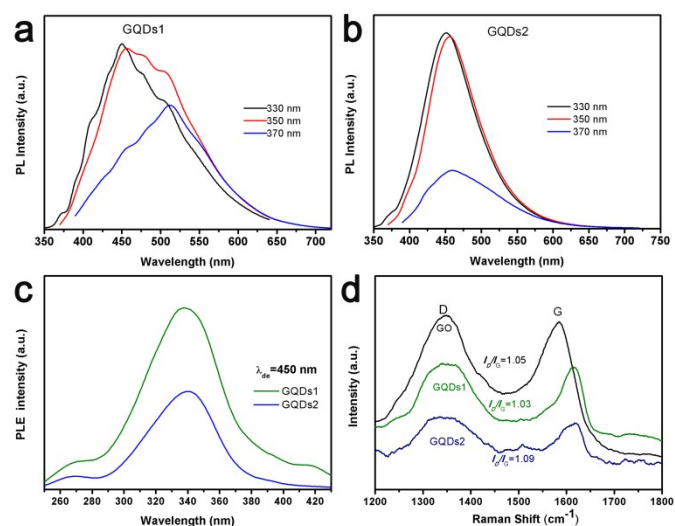 a
GQDs1
330 nm
350 nm
370 nm
PL Intensity (a.u.)
350 400 450 500 550 600 650 700
Wavelength (nm)
b
GQDs2
330 nm
350 nm
370 nm
PL Intensity (a.u.)
350 400 450 500 550 600 650 700 750
Wavelength (nm)
c
λde=450 nm
GQDs1
GQDs2
PLE intensity (a.u.)
260 280 300 320 340 360 380 400 420
Wavelength (nm)
d
D
G
GO
ID/IG=1.05
GQDs1
ID/IG=1.03
GQDs2
ID/IG=1.09
Intensity (a.u.)
1200 1300 1400 1500 1600 1700 1800
Raman Shift (cm-1)